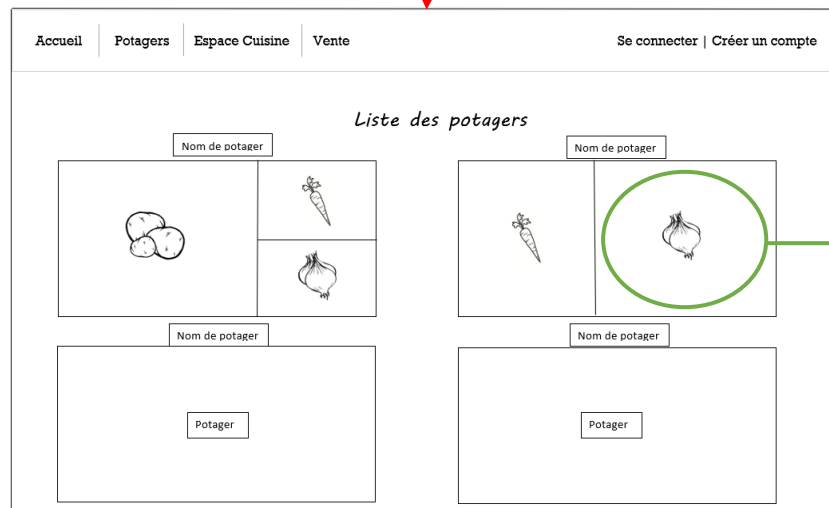 Accueil Potagers Espace Cuisine Vente Se connecter | Créer un compte
Liste des potagers
Nom de potager Nom de potager
Nom de potager Nom de potager
Potager Potager